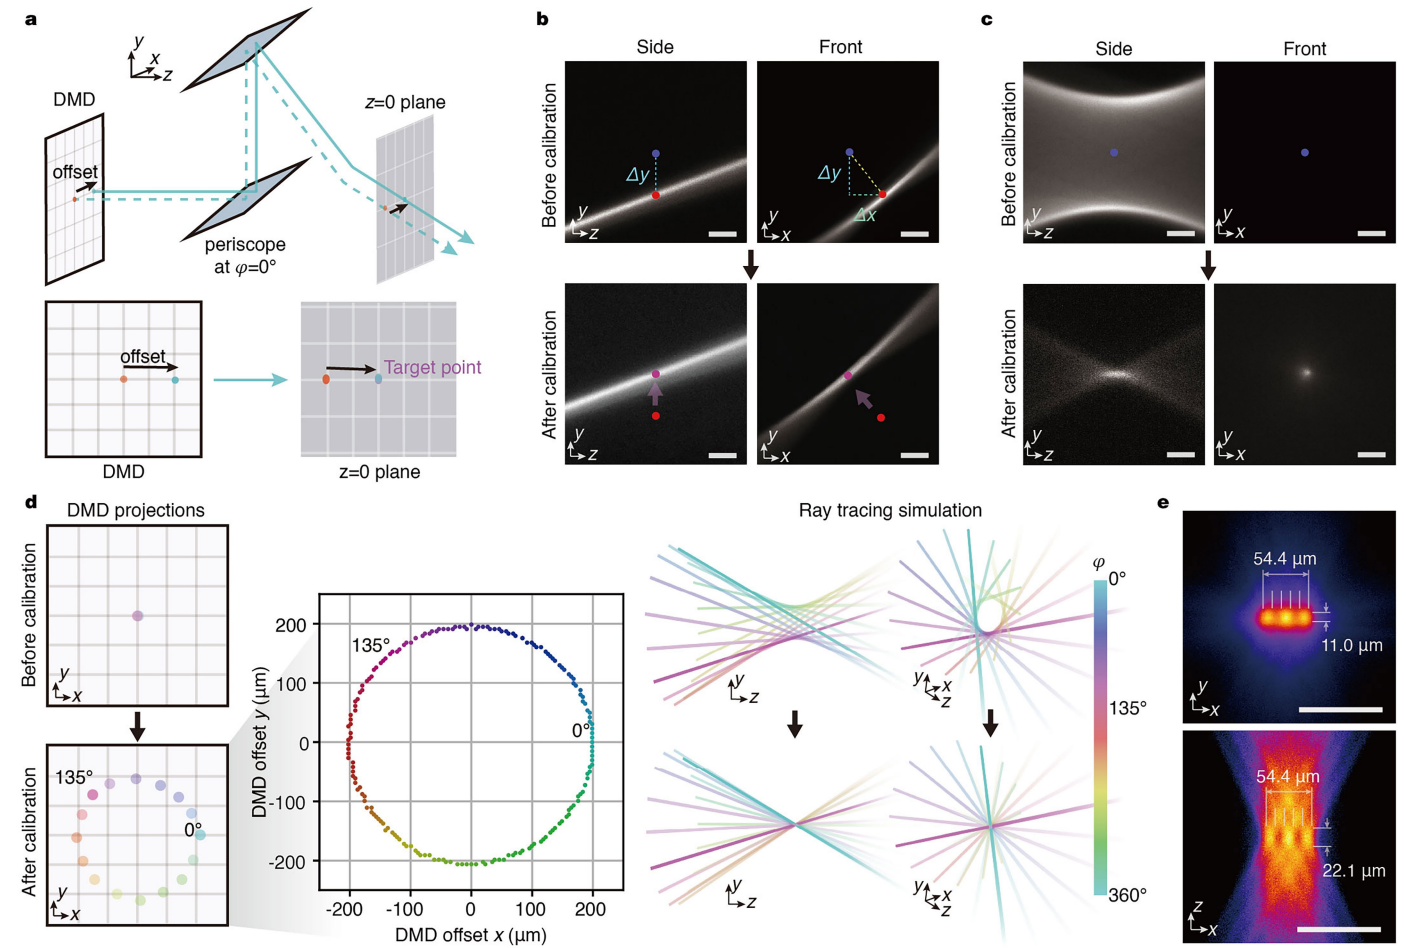 a
y
x
z
DMD
z=0 plane
offset
periscope
at φ=0°
offset
Target point
DMD
z=0 plane
b
Side
Front
Before calibration
Δy
Δy
Δx
y
z
y
x
After calibration
y
z
y
x
c
Side
Front
Before calibration
y
z
y
x
After calibration
y
z
y
x
d
DMD projections
Before calibration
y
x
After calibration
135°
0°
y
x
DMD offset y (μm)
200
100
0
-100
-200
135°
0°
-200
-100
0
100
200
DMD offset x (μm)
Ray tracing simulation
y
z
y
x
z
y
z
y
x
z
φ
0°
135°
360°
e
54.4 μm
11.0 μm
y
x
54.4 μm
22.1 μm
z
x